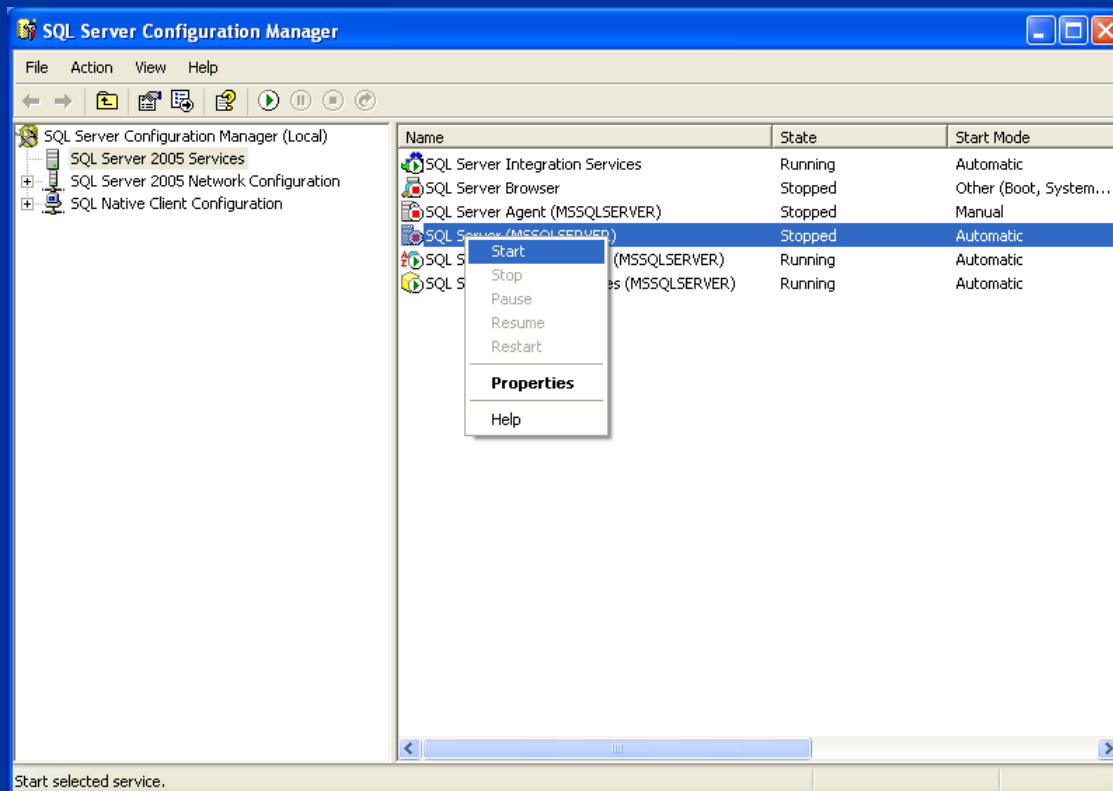 SQL Server Configuration Manager
File Action View Help
SQL Server Configuration Manager (Local)
SQL Server 2005 Services
SQL Server 2005 Network Configuration
SQL Native Client Configuration
Name State Start Mode
SQL Server Integration Services Running Automatic
SQL Server Browser Stopped Other (Boot, System...
SQL Server Agent (MSSQLSERVER) Stopped Manual
SQL Server (MSSQLSERVER) Stopped Automatic
SQL S (MSSQLSERVER) Running Automatic
SQL S es (MSSQLSERVER) Running Automatic
Start
Stop
Pause
Resume
Restart
Properties
Help
Start selected service.